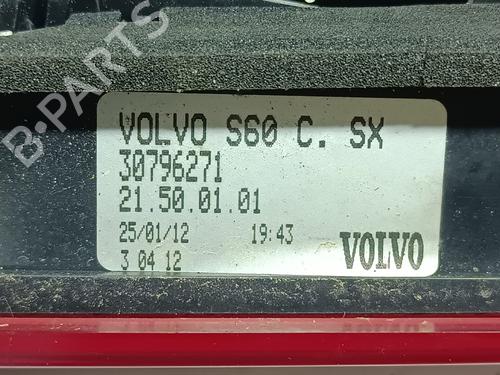 B-PARTS
VOLVO S60 C. SX
30796271
21.50.01.01
25/01/12 19:43
3 04 12 VOLVO